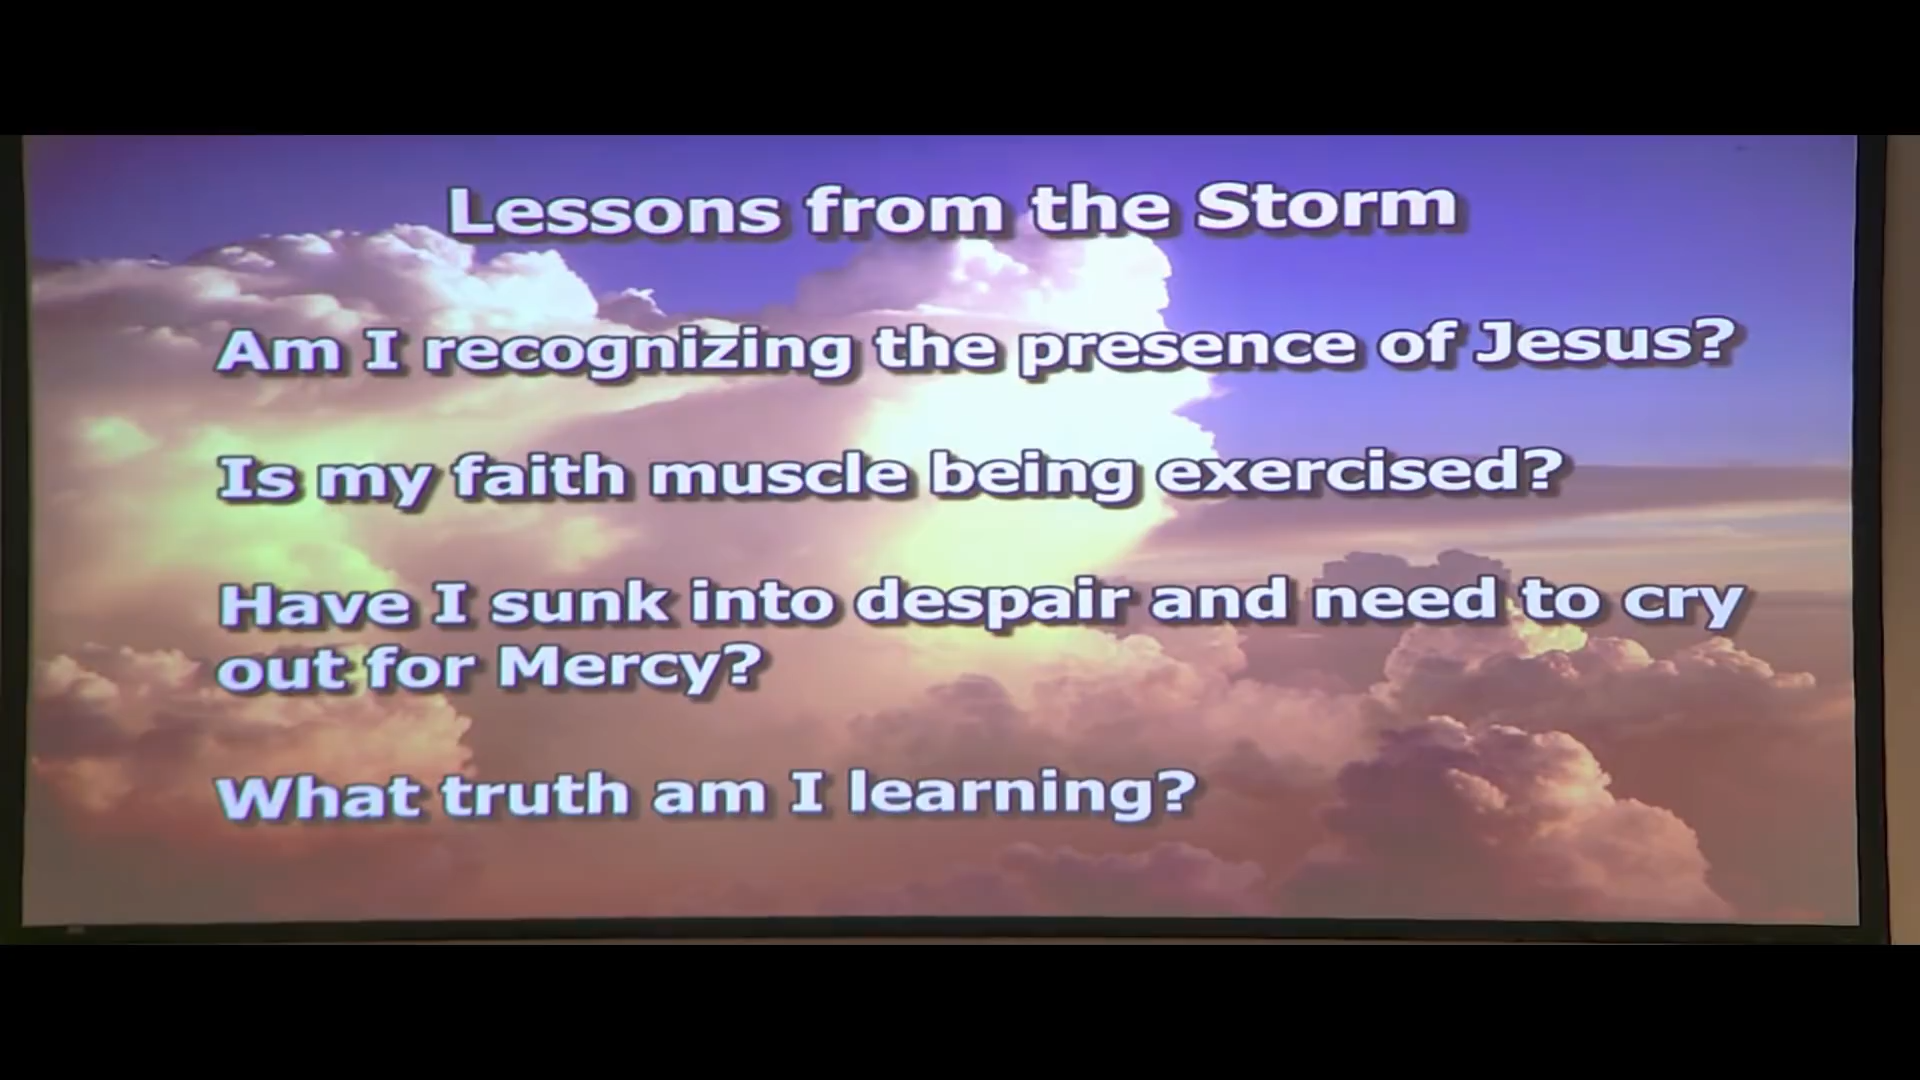 Lessons from the Storm
Am I recognizing the presence of Jesus?
Is my faith muscle being exercised?
Have I sunk into despair and need to cry
out for Mercy?
What truth am I learning?